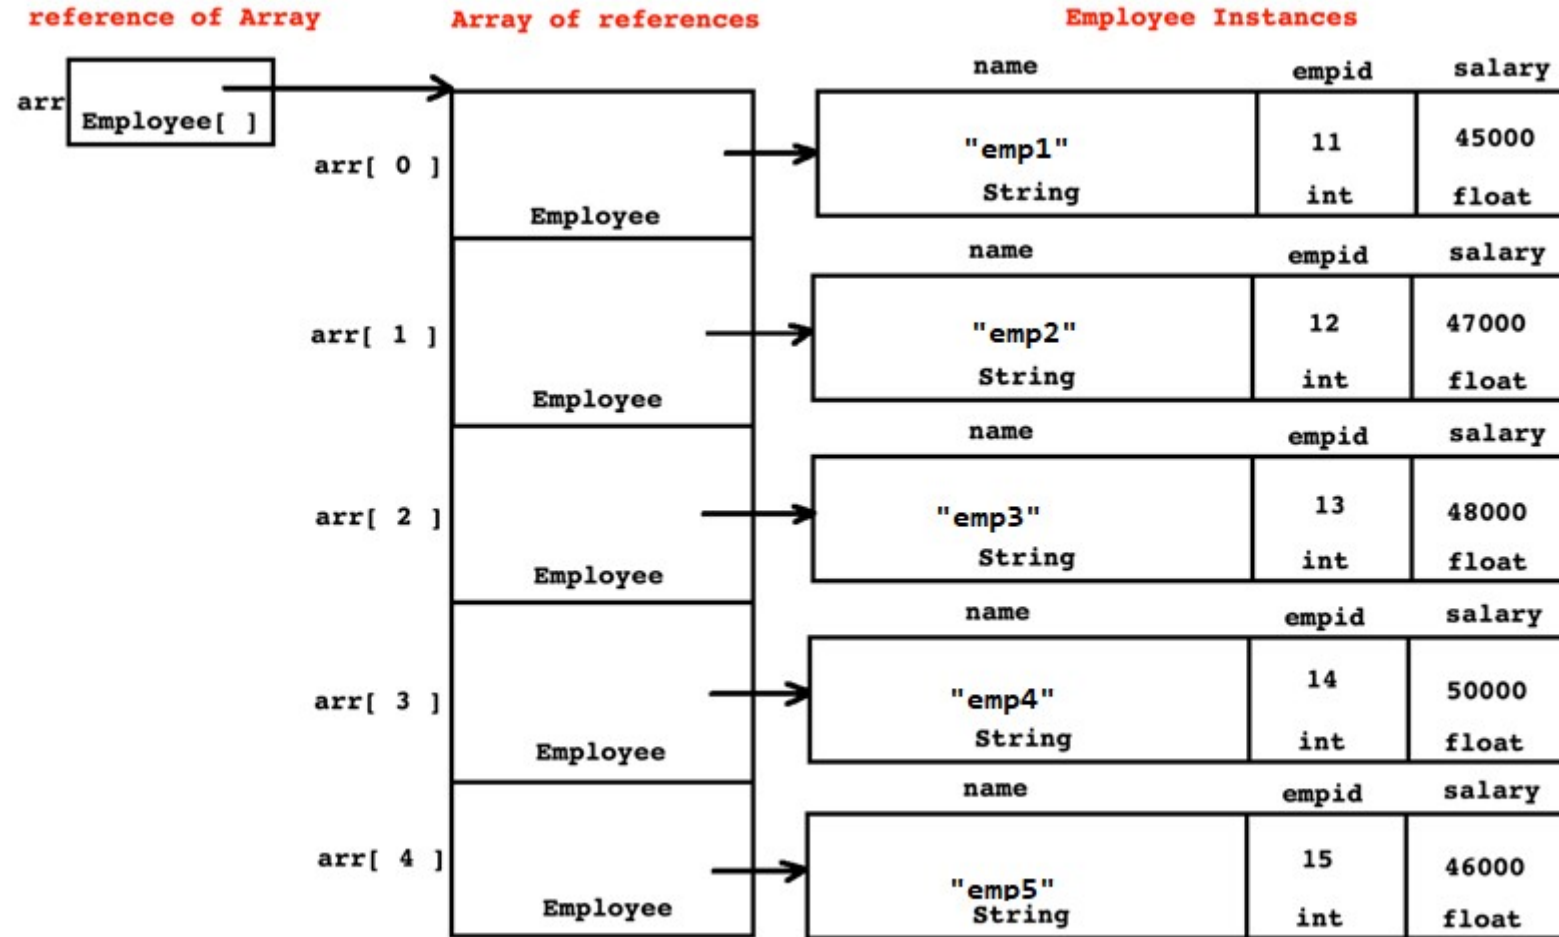 reference of Array Array of references Employee Instances
name empid salary
arr
Employee[ ]
arr[ 0 ] "emp1" 11 45000
Employee String int float
name empid salary
arr[ 1 ] "emp2" 12 47000
Employee String int float
name empid salary
arr[ 2 ] "emp3" 13 48000
Employee String int float
name empid salary
arr[ 3 ] "emp4" 14 50000
Employee String int float
name empid salary
arr[ 4 ] "emp5" 15 46000
Employee String int float